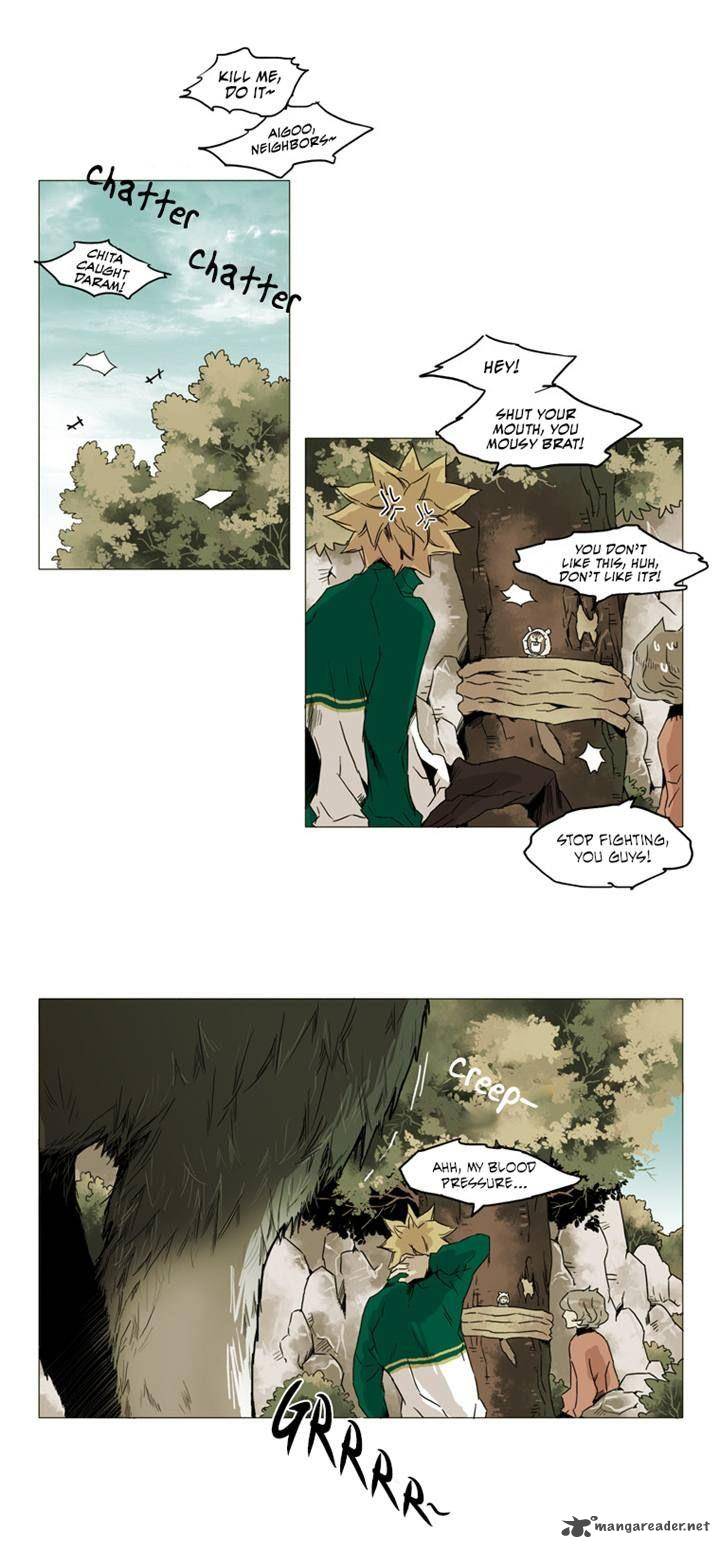 KILL ME,
DO IT~
AIGOO,
NEIGHBORS~
chatter
chatter
CHITA
CAUGHT
DARAM!
HEY!
SHUT YOUR
MOUTH, YOU
MOUSY BRAT!
YOU DON'T
LIKE THIS, HUH,
DON'T LIKE IT?!
STOP FIGHTING,
YOU GUYS!
creep~
AHH, MY BLOOD
PRESSURE...
GRRRR~
mangareader.net